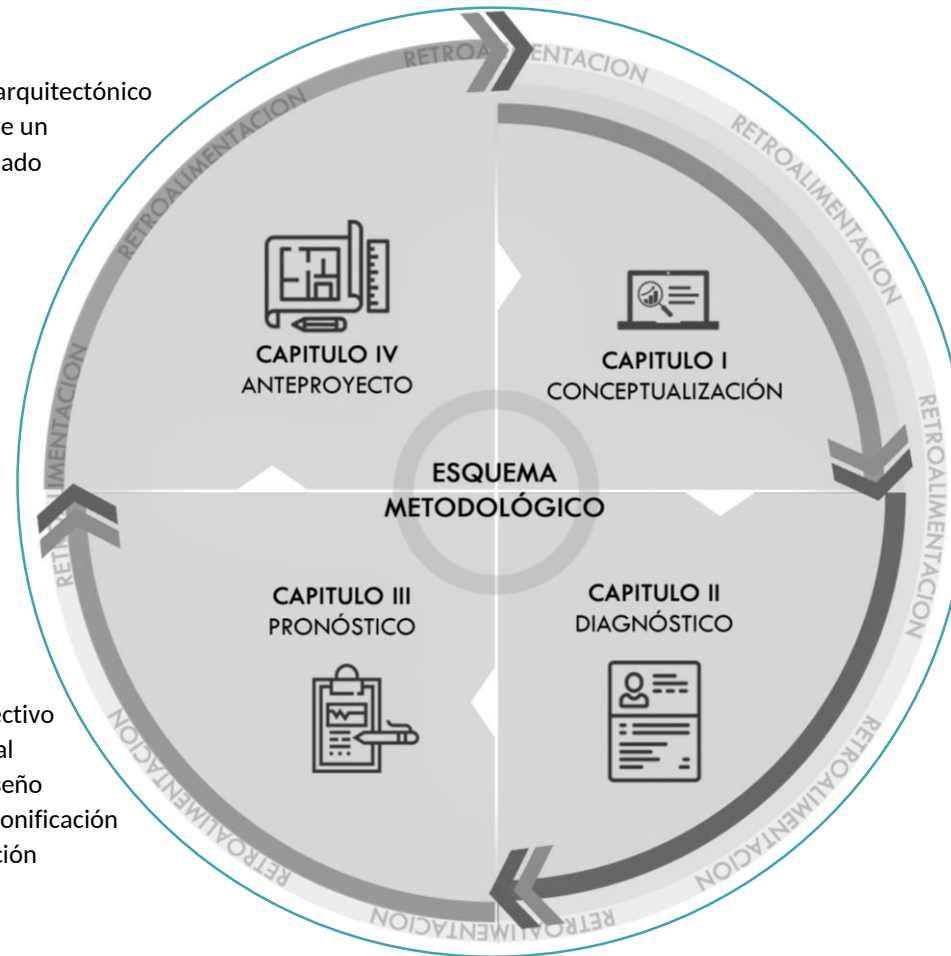 arquitectónico
e un
ado
RETROALIMENTACION
RETROALIMENTACION
RETROALIMENTACION
RETROALIMENTACION
CAPITULO IV
ANTEPROYECTO
CAPITULO I
CONCEPTUALIZACIÓN
RETROALIMENTACION
ESQUEMA
METODOLÓGICO
CAPITULO III
PRONÓSTICO
CAPITULO II
DIAGNÓSTICO
ectivo
al
seño
onificación
ción
RETROALIMENTACION
RETROALIMENTACION
RETROALIMENTACION